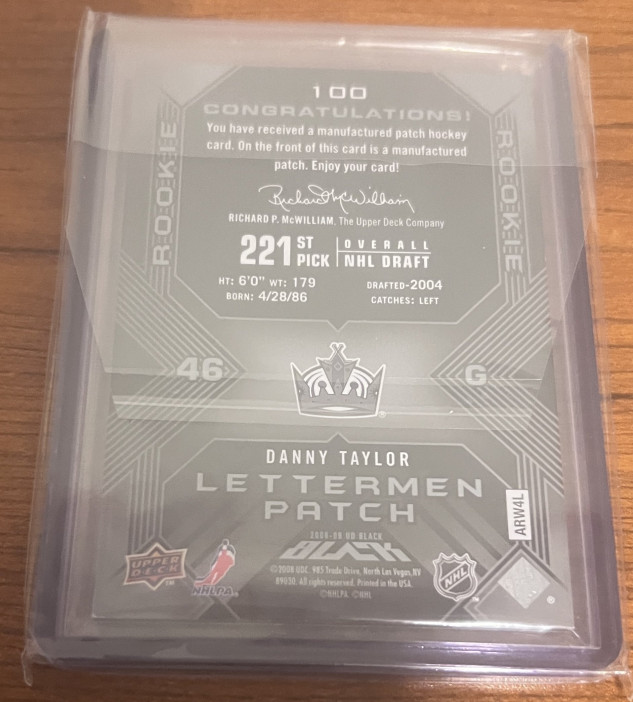 100
CONGRATULATIONS!
You have received a manufactured patch hockey
card. On the front of this card is a manufactured
patch. Enjoy your card!
Richard P. McWilliam
RICHARD P. McWILLIAM, The Upper Deck Company
221ST PICK OVERALL NHL DRAFT
HT: 6'0" WT: 179 DRAFTED-2004
BORN: 4/28/86 CATCHES: LEFT
ROOKIE
ROOKIE
46 G
DANNY TAYLOR
LETTERMEN
PATCH
ARW4L
2008-09 UD BLACK
BLACK
©2008 UDC. 985 Trade Drive, North Las Vegas, NV
89030. All rights reserved. Printed in the USA.
©NHLPA ©NHL
UPPER DECK
NHLPA
NHL